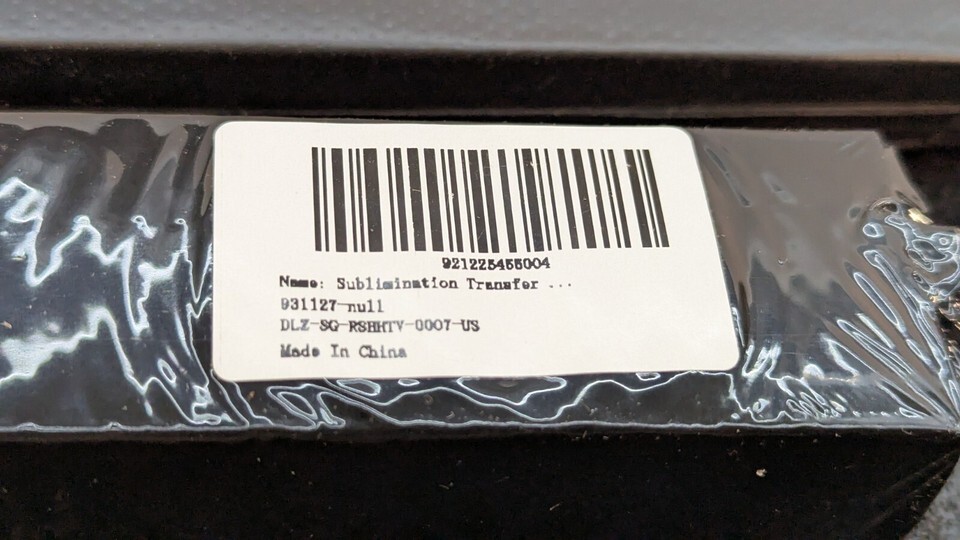 921225455004
Name: Sublimination Transfer ...
931127-null
DLZ-SG-RSHHTV-0007-US
Made In China